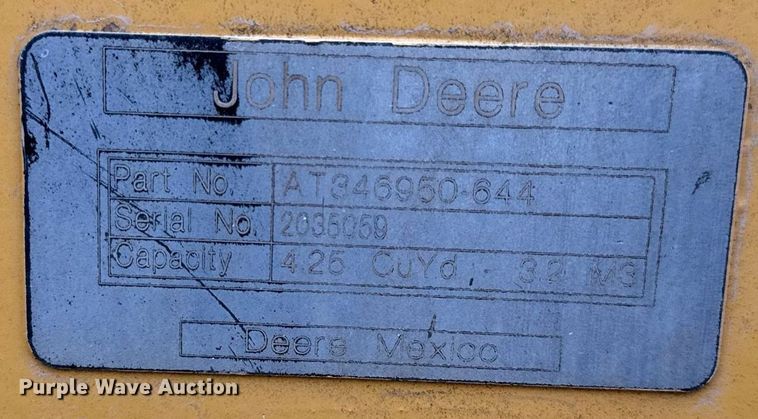 John Deere
Part No. AT346950-644
Serial No. 2036059
Capacity 4.25 CuYd, 3.2 M3
Deere Mexico
Purple Wave Auction